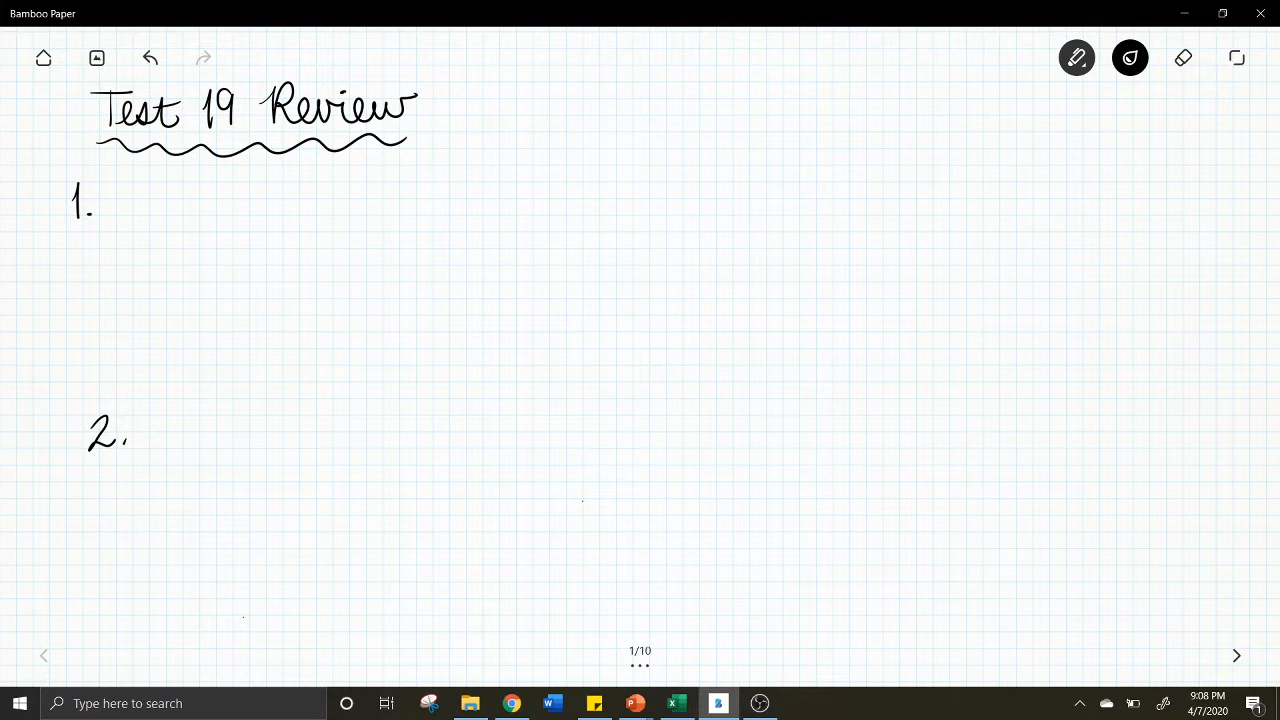 Bamboo Paper
Test 19 Review
1.
2.
1/10
Type here to search
9:08 PM
4/7/2020